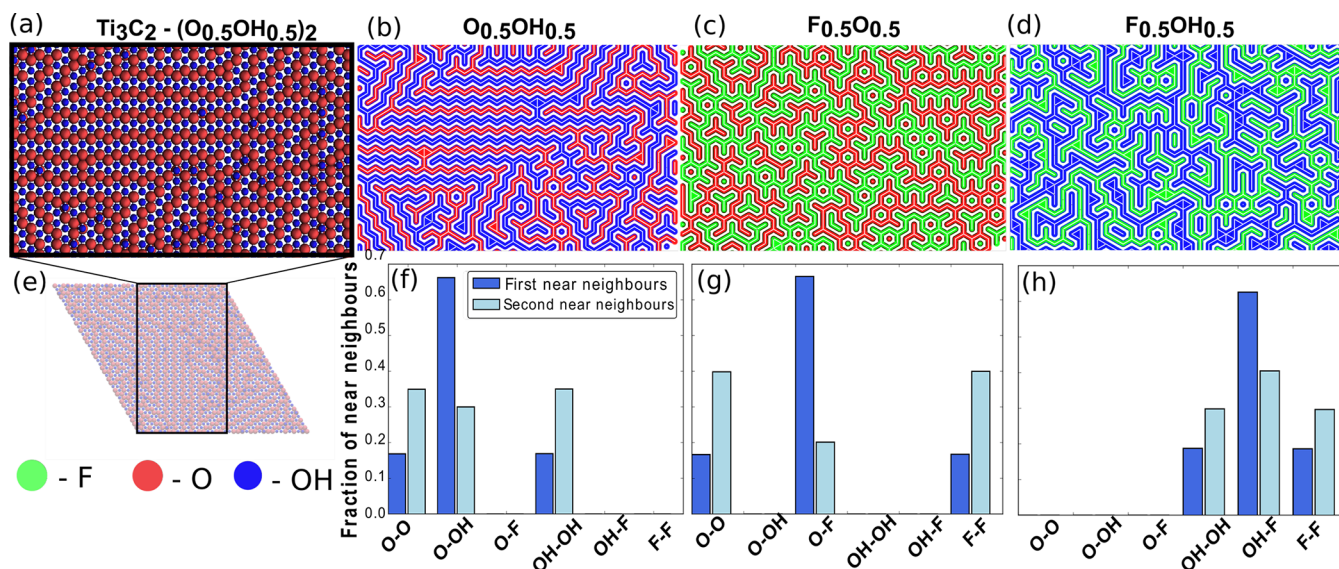 (a) Ti3C2 - (O0.5OH0.5)2
(b) O0.5OH0.5
(c) F0.5O0.5
(d) F0.5OH0.5
(e)
- F - O - OH
(f)
First near neighbours
Second near neighbours
(g)
(h)
Fraction of near neighbours
0.7
0.6
0.5
0.4
0.3
0.2
0.1
0.0
O-O O-OH O-F OH-OH OH-F F-F
O-O O-OH O-F OH-OH OH-F F-F
O-O O-OH O-F OH-OH OH-F F-F